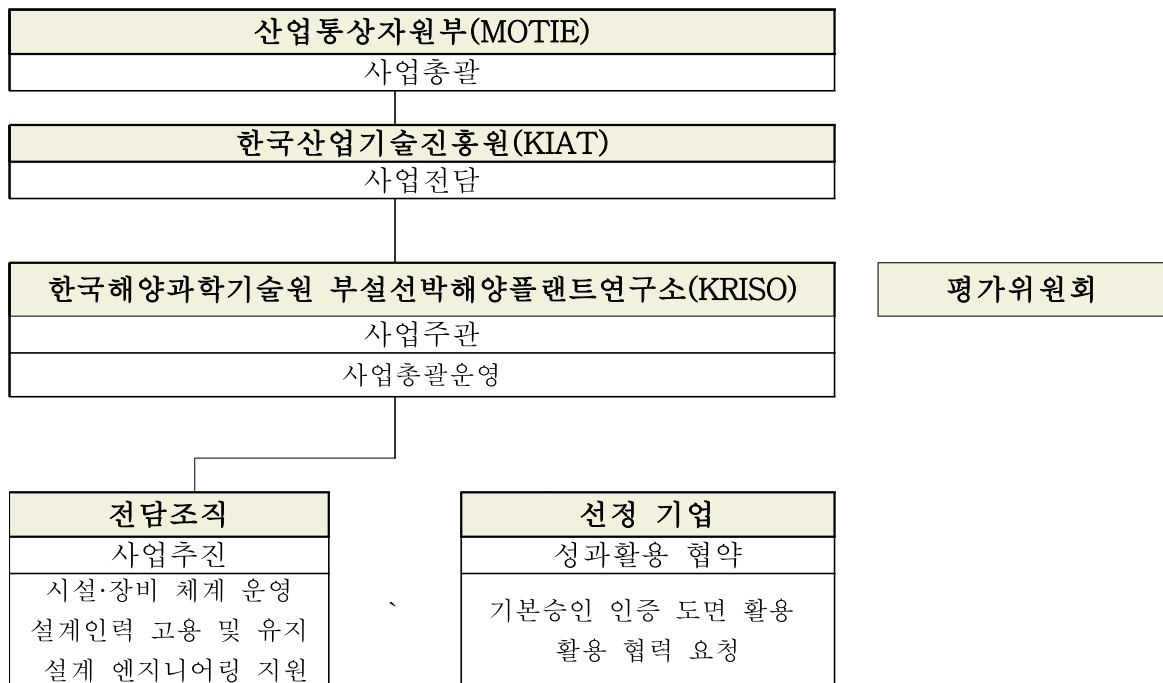 산업통상자원부(MOTIE)
사업총괄
한국산업기술진흥원(KIAT)
사업전담
한국해양과학기술원 부설선박해양플랜트연구소(KRISO)
평가위원회
사업주관
사업총괄운영
전담조직
사업추진
시설·장비 체계 운영
설계인력 고용 및 유지
설계 엔지니어링 지원
`
선정 기업
성과활용 협약
기본승인 인증 도면 활용
활용 협력 요청